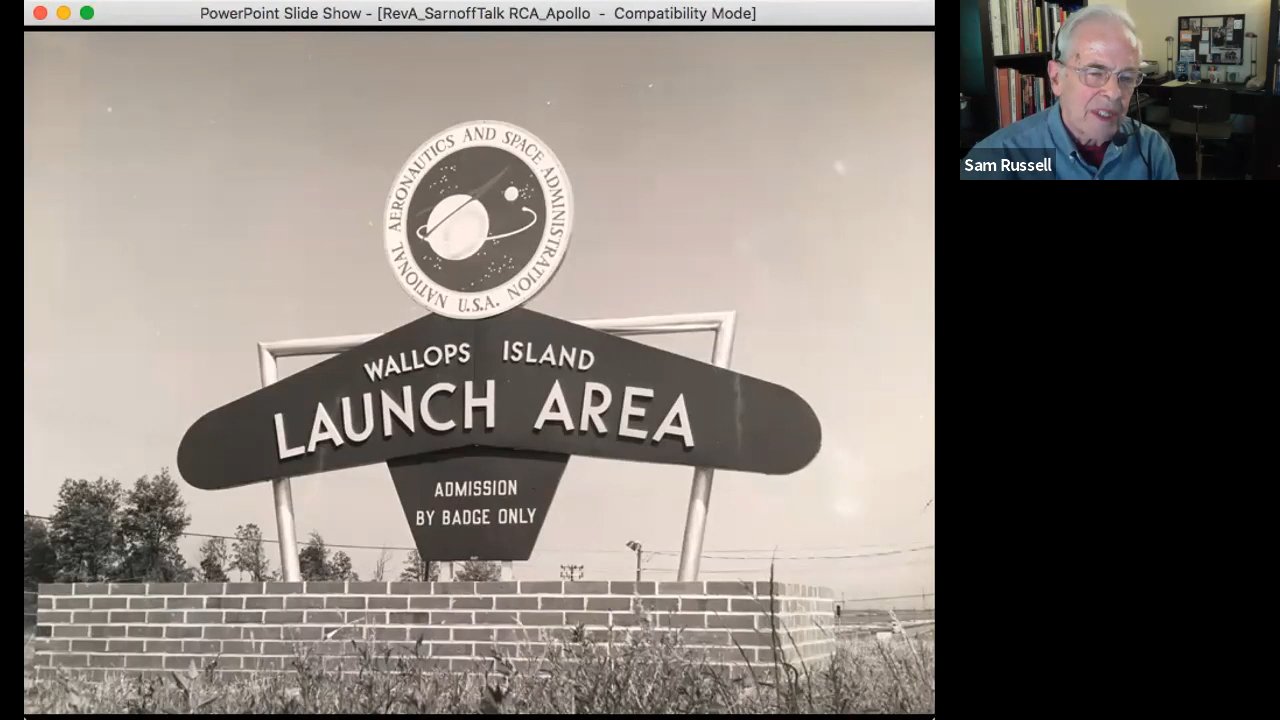 PowerPoint Slide Show - [RevA_SarnoffTalk RCA_Apollo - Compatibility Mode]
Sam Russell
NATIONAL AERONAUTICS AND SPACE ADMINISTRATION
U.S.A.
WALLOPS ISLAND
LAUNCH AREA
ADMISSION
BY BADGE ONLY